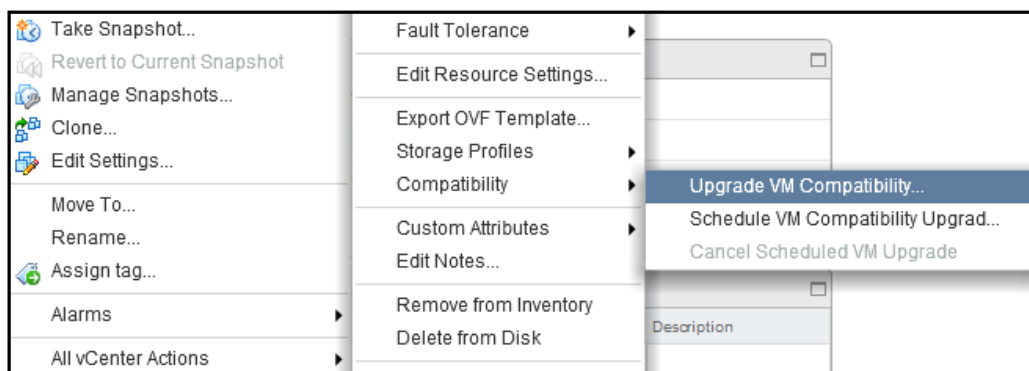 Take Snapshot...
Revert to Current Snapshot
Manage Snapshots...
Clone...
Edit Settings...
Move To...
Rename...
Assign tag...
Alarms
All vCenter Actions
Fault Tolerance
Edit Resource Settings...
Export OVF Template...
Storage Profiles
Compatibility
Custom Attributes
Edit Notes...
Remove from Inventory
Delete from Disk
Upgrade VM Compatibility...
Schedule VM Compatibility Upgrad...
Cancel Scheduled VM Upgrade
Description